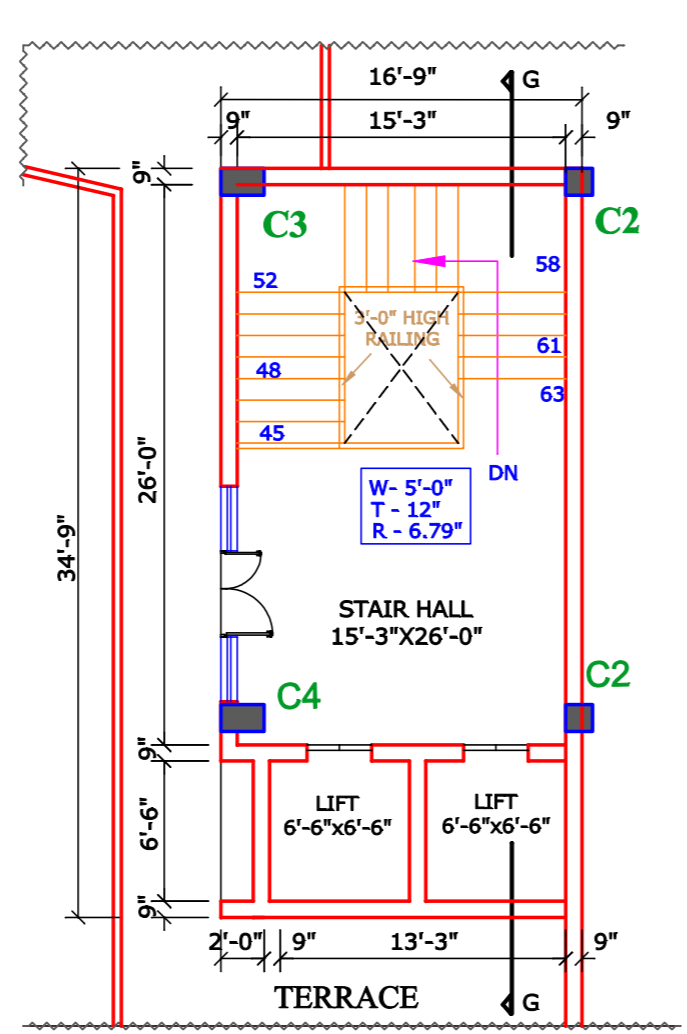 16'-9"
G
9"
15'-3"
9"
9"
C3
C2
52
58
3'-0" HIGH
RAILING
61
48
63
45
DN
26'-0"
W- 5'-0"
T - 12"
R - 6.79"
34'-9"
STAIR HALL
15'-3"X26'-0"
C4
C2
9"
LIFT
6'-6"x6'-6"
LIFT
6'-6"x6'-6"
6'-6"
9"
2'-0"
9"
13'-3"
9"
TERRACE
G